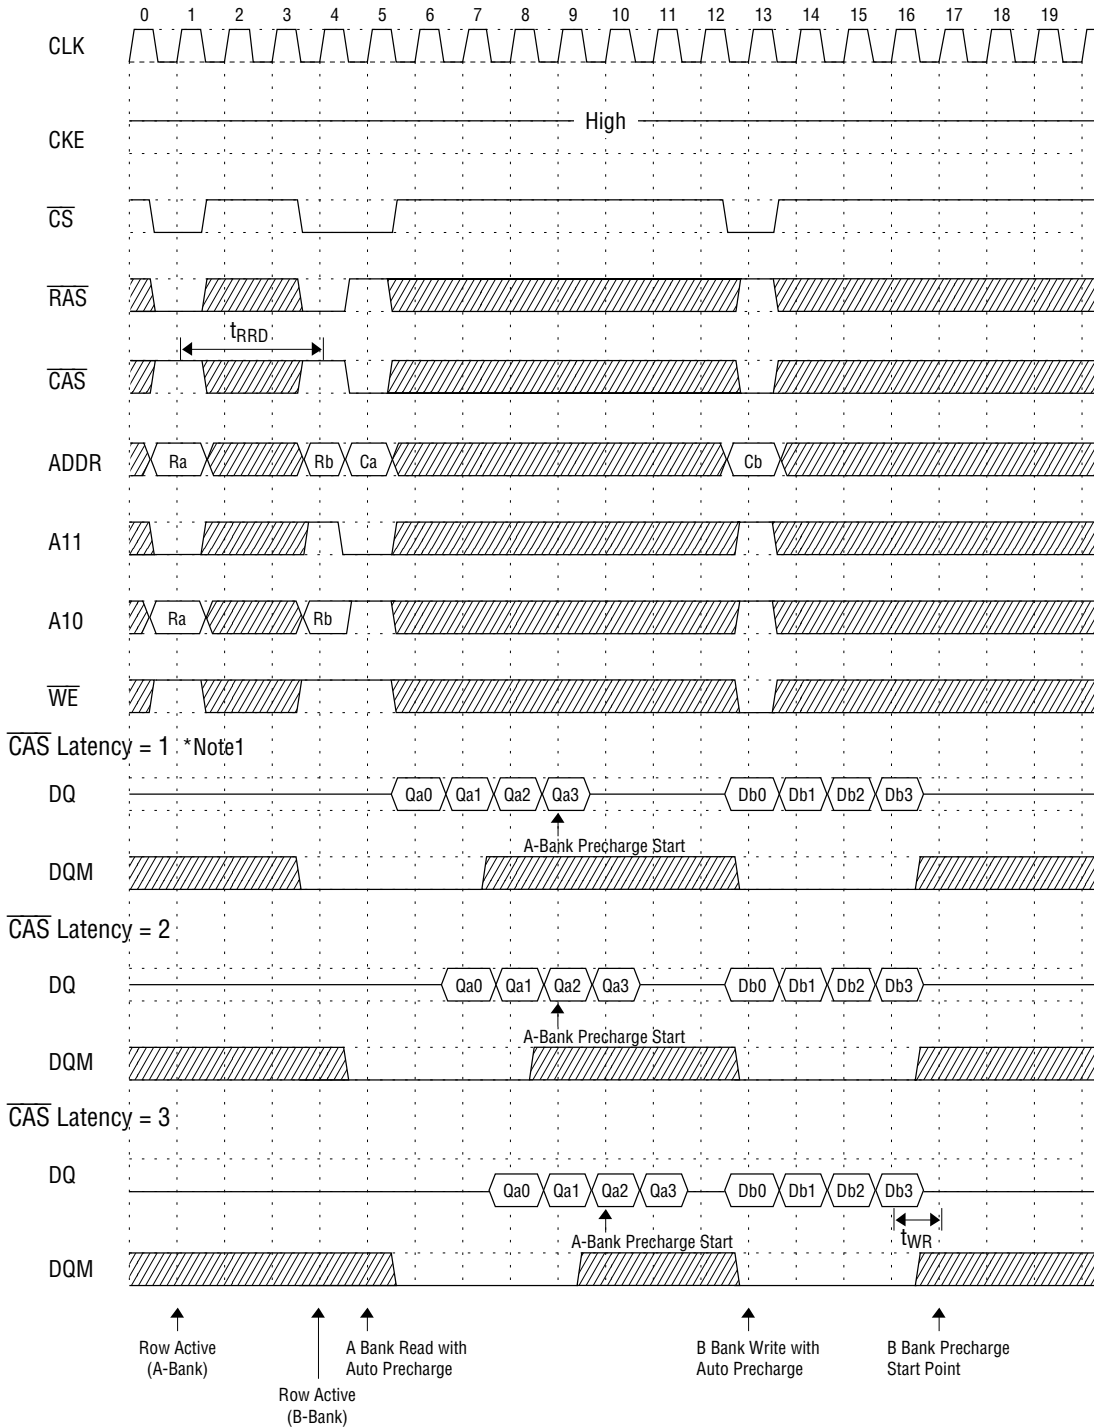 0 1 2 3 4 5 6 7 8 9 10 11 12 13 14 15 16 17 18 19
CLK
CKE High
CS
RAS
tRRD
CAS
ADDR Ra Rb Ca Cb
A11
A10 Ra Rb
WE
CAS Latency = 1 *Note1
DQ Qa0 Qa1 Qa2 Qa3 Db0 Db1 Db2 Db3
A-Bank Precharge Start
DQM
CAS Latency = 2
DQ Qa0 Qa1 Qa2 Qa3 Db0 Db1 Db2 Db3
A-Bank Precharge Start
DQM
CAS Latency = 3
DQ Qa0 Qa1 Qa2 Qa3 Db0 Db1 Db2 Db3
A-Bank Precharge Start tWR
DQM
Row Active
(A-Bank)
Row Active
(B-Bank)
A Bank Read with
Auto Precharge
B Bank Write with
Auto Precharge
B Bank Precharge
Start Point